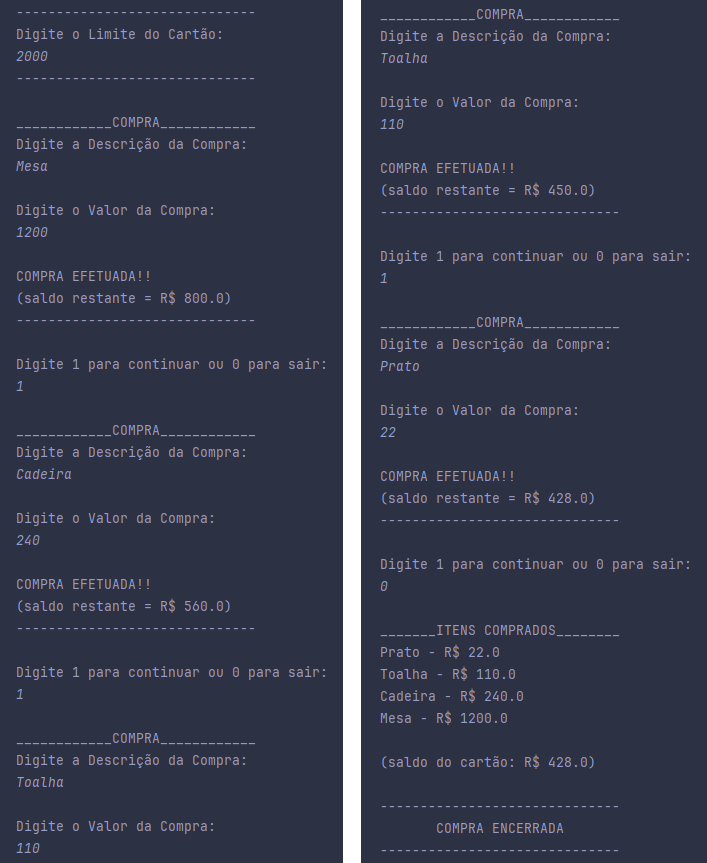 ------------------------------
Digite o Limite do Cartão:
2000
------------------------------
____________COMPRA____________
Digite a Descrição da Compra:
Mesa
Digite o Valor da Compra:
1200
COMPRA EFETUADA!!
(saldo restante = R$ 800.0)
------------------------------
Digite 1 para continuar ou 0 para sair:
1
____________COMPRA____________
Digite a Descrição da Compra:
Cadeira
Digite o Valor da Compra:
240
COMPRA EFETUADA!!
(saldo restante = R$ 560.0)
------------------------------
Digite 1 para continuar ou 0 para sair:
1
____________COMPRA____________
Digite a Descrição da Compra:
Toalha
Digite o Valor da Compra:
110
____________COMPRA____________
Digite a Descrição da Compra:
Toalha
Digite o Valor da Compra:
110
COMPRA EFETUADA!!
(saldo restante = R$ 450.0)
------------------------------
Digite 1 para continuar ou 0 para sair:
1
____________COMPRA____________
Digite a Descrição da Compra:
Prato
Digite o Valor da Compra:
22
COMPRA EFETUADA!!
(saldo restante = R$ 428.0)
------------------------------
Digite 1 para continuar ou 0 para sair:
0
_______ITENS COMPRADOS________
Prato - R$ 22.0
Toalha - R$ 110.0
Cadeira - R$ 240.0
Mesa - R$ 1200.0
(saldo do cartão: R$ 428.0)
------------------------------
COMPRA ENCERRADA
------------------------------